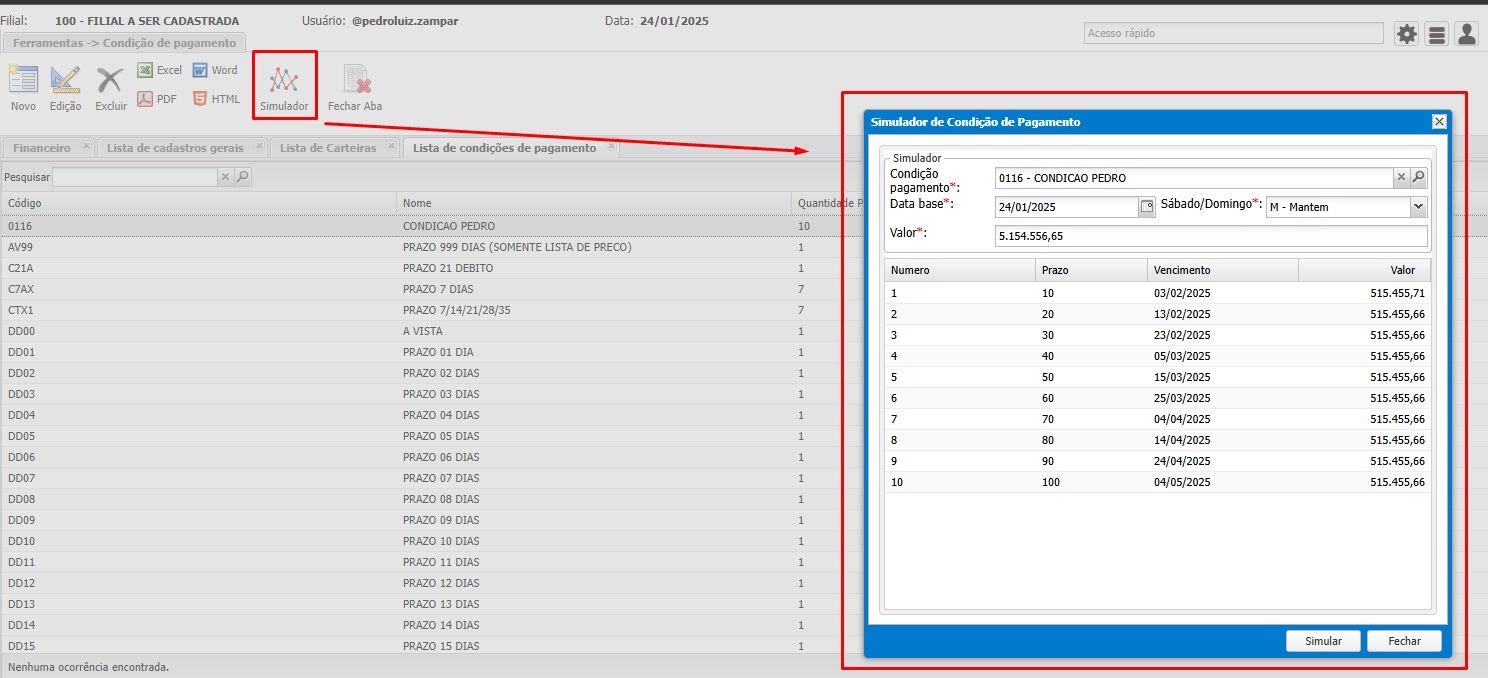 Filial: 100 - FILIAL A SER CADASTRADA Usuário: @pedroluiz.zampar Data: 24/01/2025
Ferramentas -> Condição de pagamento
Acesso rápido
Excel Word
PDF HTML
Novo Edição Excluir Simulador Fechar Aba
Financeiro Lista de cadastros gerais Lista de Carteiras Lista de condições de pagamento
Pesquisar
Código Nome Quantidade P
0116 CONDICAO PEDRO 10
AV99 PRAZO 999 DIAS (SOMENTE LISTA DE PRECO) 1
C21A PRAZO 21 DEBITO 1
C7AX PRAZO 7 DIAS 7
CTX1 PRAZO 7/14/21/28/35 7
DD00 A VISTA 1
DD01 PRAZO 01 DIA 1
DD02 PRAZO 02 DIAS 1
DD03 PRAZO 03 DIAS 1
DD04 PRAZO 04 DIAS 1
DD05 PRAZO 05 DIAS 1
DD06 PRAZO 06 DIAS 1
DD07 PRAZO 07 DIAS 1
DD08 PRAZO 08 DIAS 1
DD09 PRAZO 09 DIAS 1
DD10 PRAZO 10 DIAS 1
DD11 PRAZO 11 DIAS 1
DD12 PRAZO 12 DIAS 1
DD13 PRAZO 13 DIAS 1
DD14 PRAZO 14 DIAS 1
DD15 PRAZO 15 DIAS 1
Nenhuma ocorrência encontrada.
Simulador de Condição de Pagamento
Simulador
Condição
pagamento*: 0116 - CONDICAO PEDRO
Data base*: 24/01/2025 Sábado/Domingo*: M - Mantem
Valor*: 5.154.556,65
Numero Prazo Vencimento Valor
1 10 03/02/2025 515.455,71
2 20 13/02/2025 515.455,66
3 30 23/02/2025 515.455,66
4 40 05/03/2025 515.455,66
5 50 15/03/2025 515.455,66
6 60 25/03/2025 515.455,66
7 70 04/04/2025 515.455,66
8 80 14/04/2025 515.455,66
9 90 24/04/2025 515.455,66
10 100 04/05/2025 515.455,66
Simular Fechar